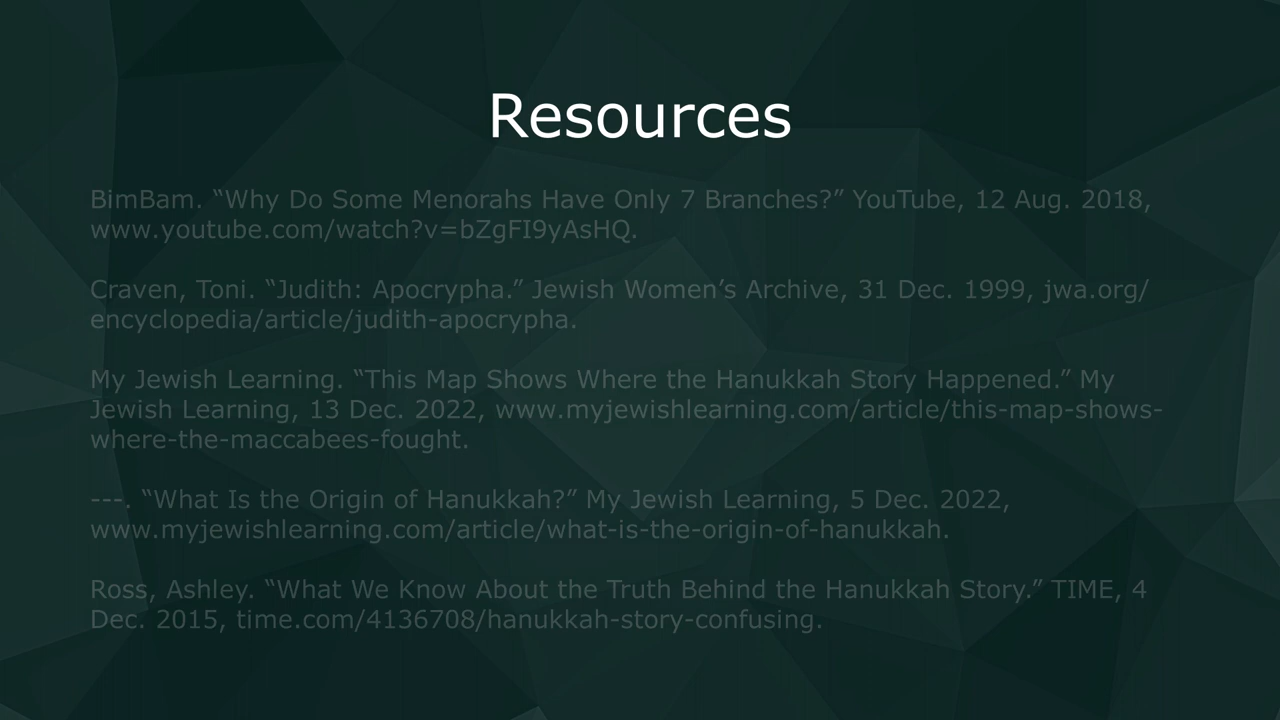 Resources
BimBam. “Why Do Some Menorahs Have Only 7 Branches?” YouTube, 12 Aug. 2018,
www.youtube.com/watch?v=bZgFI9yAsHQ.
Craven, Toni. “Judith: Apocrypha.” Jewish Women’s Archive, 31 Dec. 1999, jwa.org/
encyclopedia/article/judith-apocrypha.
My Jewish Learning. “This Map Shows Where the Hanukkah Story Happened.” My
Jewish Learning, 13 Dec. 2022, www.myjewishlearning.com/article/this-map-shows-
where-the-maccabees-fought.
---. “What Is the Origin of Hanukkah?” My Jewish Learning, 5 Dec. 2022,
www.myjewishlearning.com/article/what-is-the-origin-of-hanukkah.
Ross, Ashley. “What We Know About the Truth Behind the Hanukkah Story.” TIME, 4
Dec. 2015, time.com/4136708/hanukkah-story-confusing.